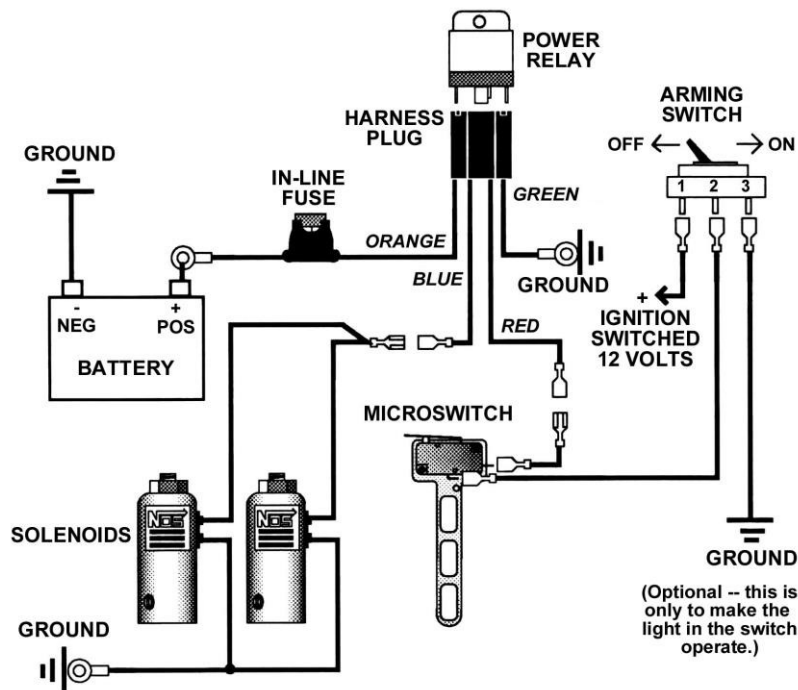 POWER
RELAY
HARNESS
PLUG
ARMING
SWITCH
OFF
ON
1 2 3
GROUND
IN-LINE
FUSE
GREEN
ORANGE
BLUE
GROUND
RED
+
IGNITION
SWITCHED
12 VOLTS
- +
NEG POS
BATTERY
MICROSWITCH
SOLENOIDS
NOS
NOS
GROUND
GROUND
(Optional -- this is
only to make the
light in the switch
operate.)